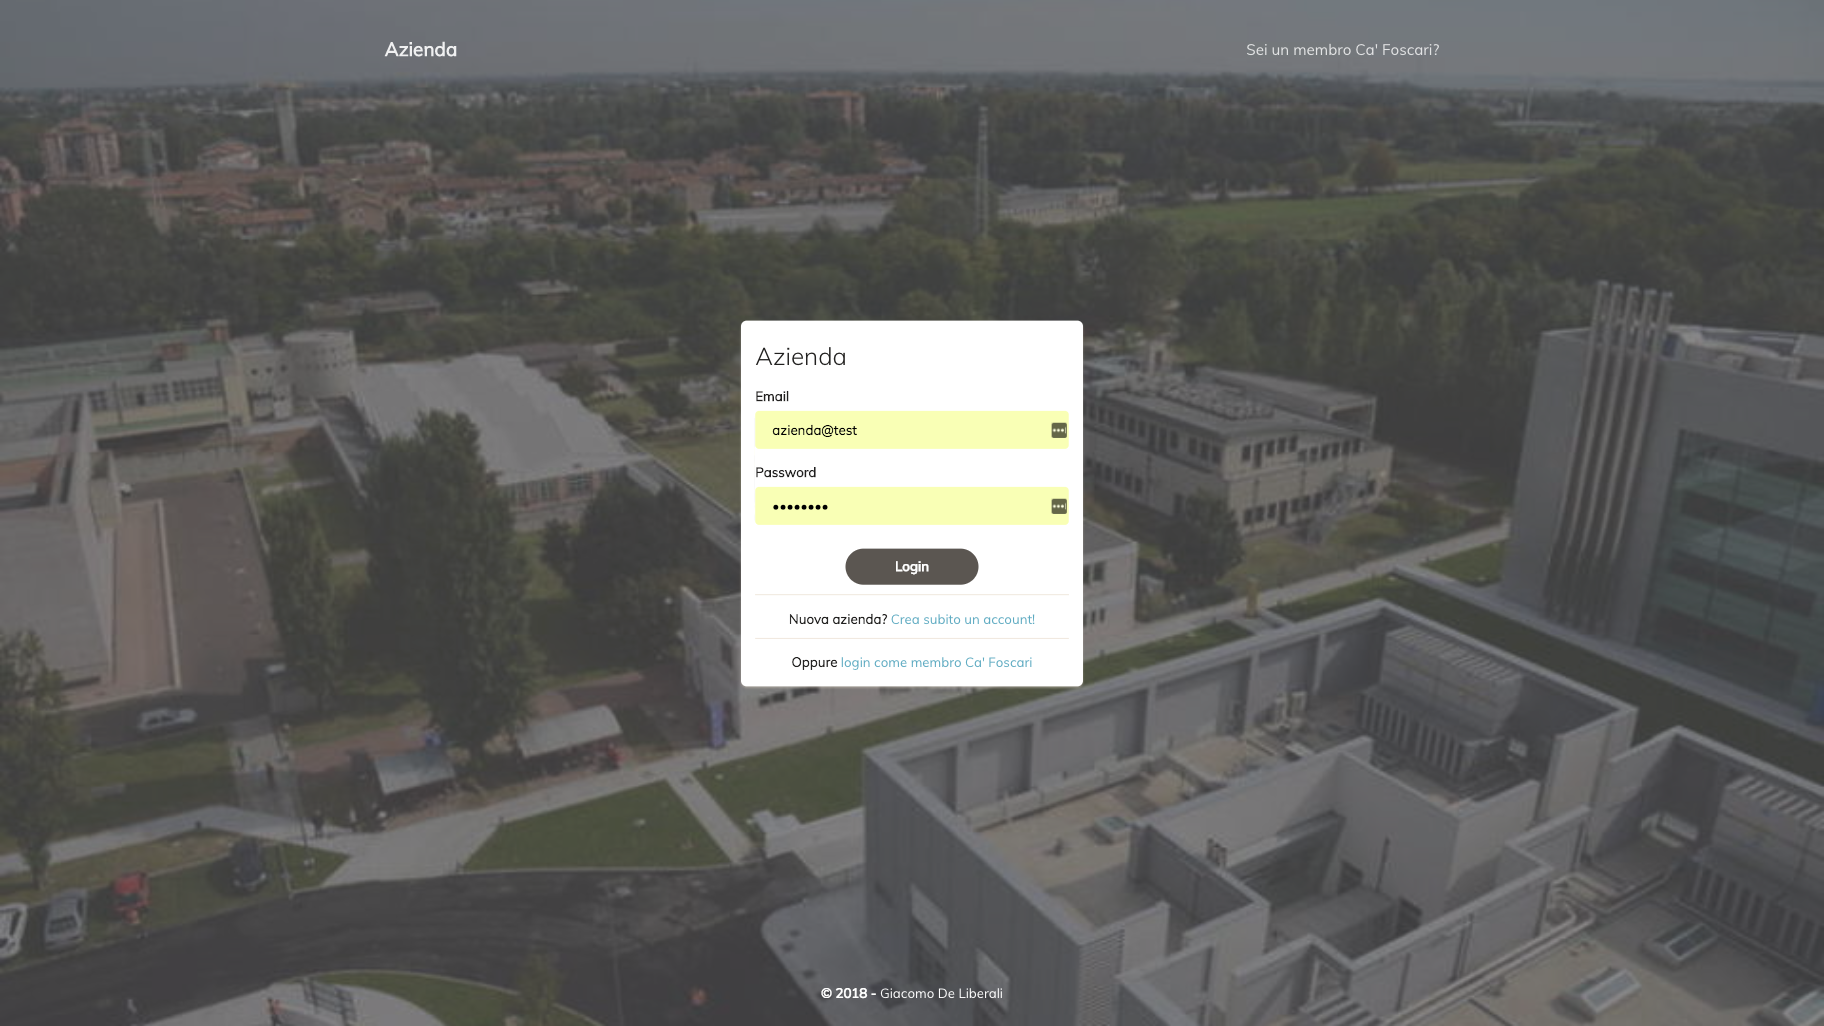 Azienda
Sei un membro Ca' Foscari?
Azienda
Email
azienda@test
Password
••••••••
Login
Nuova azienda? Crea subito un account!
Oppure login come membro Ca' Foscari
© 2018 - Giacomo De Liberali